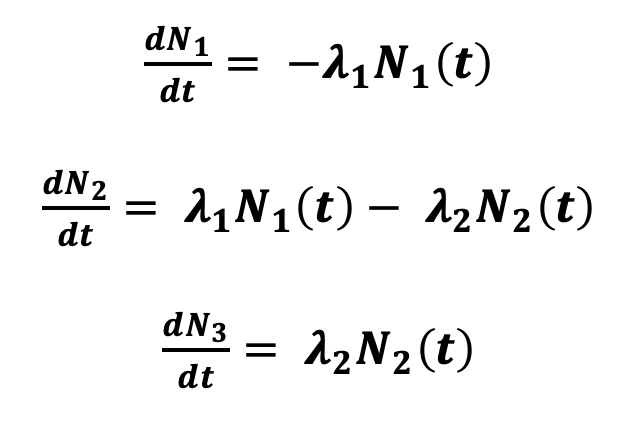 dN₁/dt = −λ₁N₁(t)
dN₂/dt = λ₁N₁(t) − λ₂N₂(t)
dN₃/dt = λ₂N₂(t)